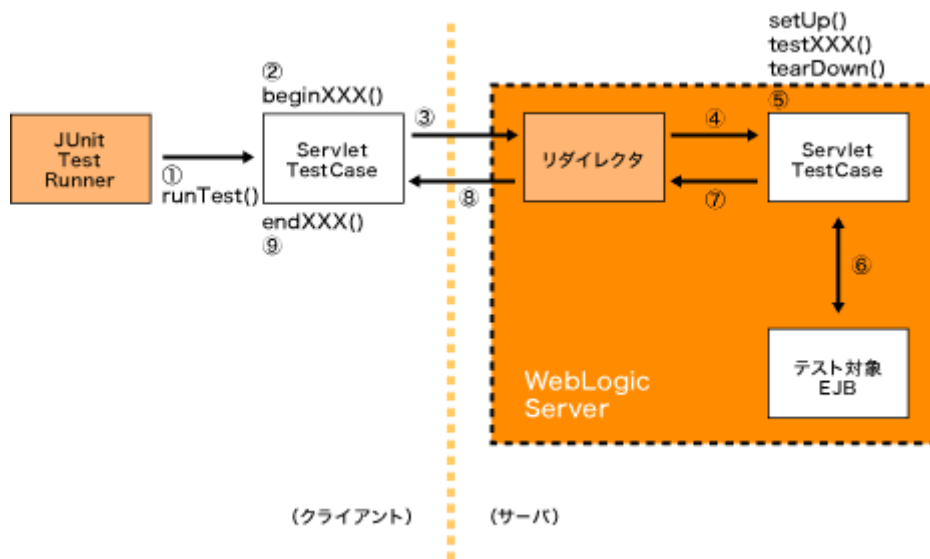 setUp()
testXXX()
tearDown()
②
beginXXX()
③
④
⑤
JUnit
Test
Runner
①
runTest()
Servlet
TestCase
リダイレクタ
Servlet
TestCase
⑧
⑦
endXXX()
⑨
⑥
WebLogic
Server
テスト対象
EJB
(クライアント)
(サーバ)